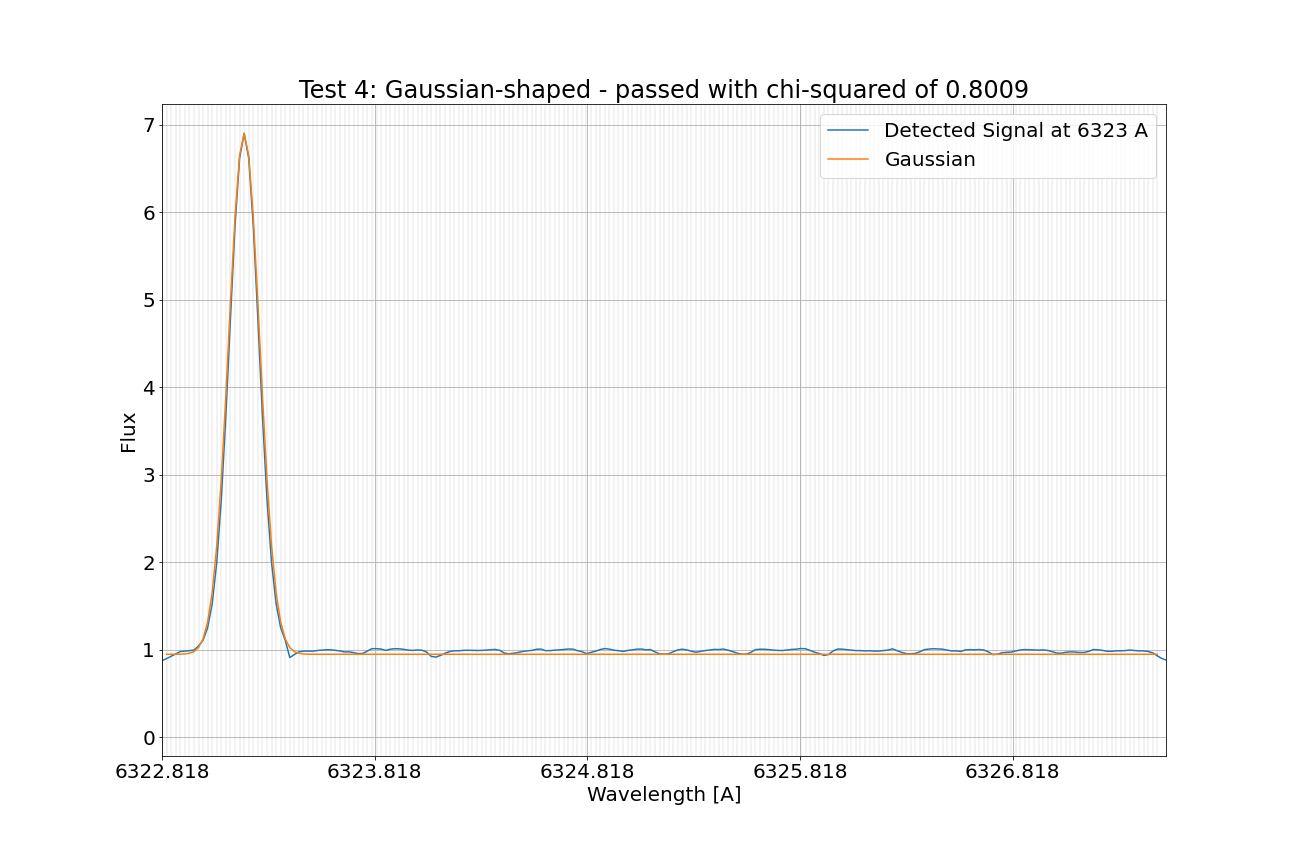 Test 4: Gaussian-shaped - passed with chi-squared of 0.8009
Detected Signal at 6323 A
Gaussian
7
6
5
4
3
2
1
0
Flux
6322.818 6323.818 6324.818 6325.818 6326.818
Wavelength [A]